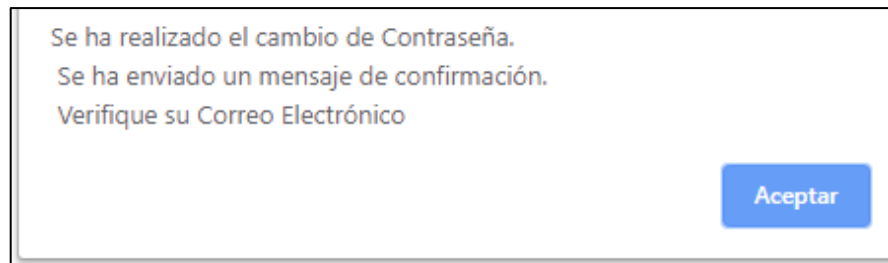 Se ha realizado el cambio de Contraseña.
Se ha enviado un mensaje de confirmación.
Verifique su Correo Electrónico
Aceptar